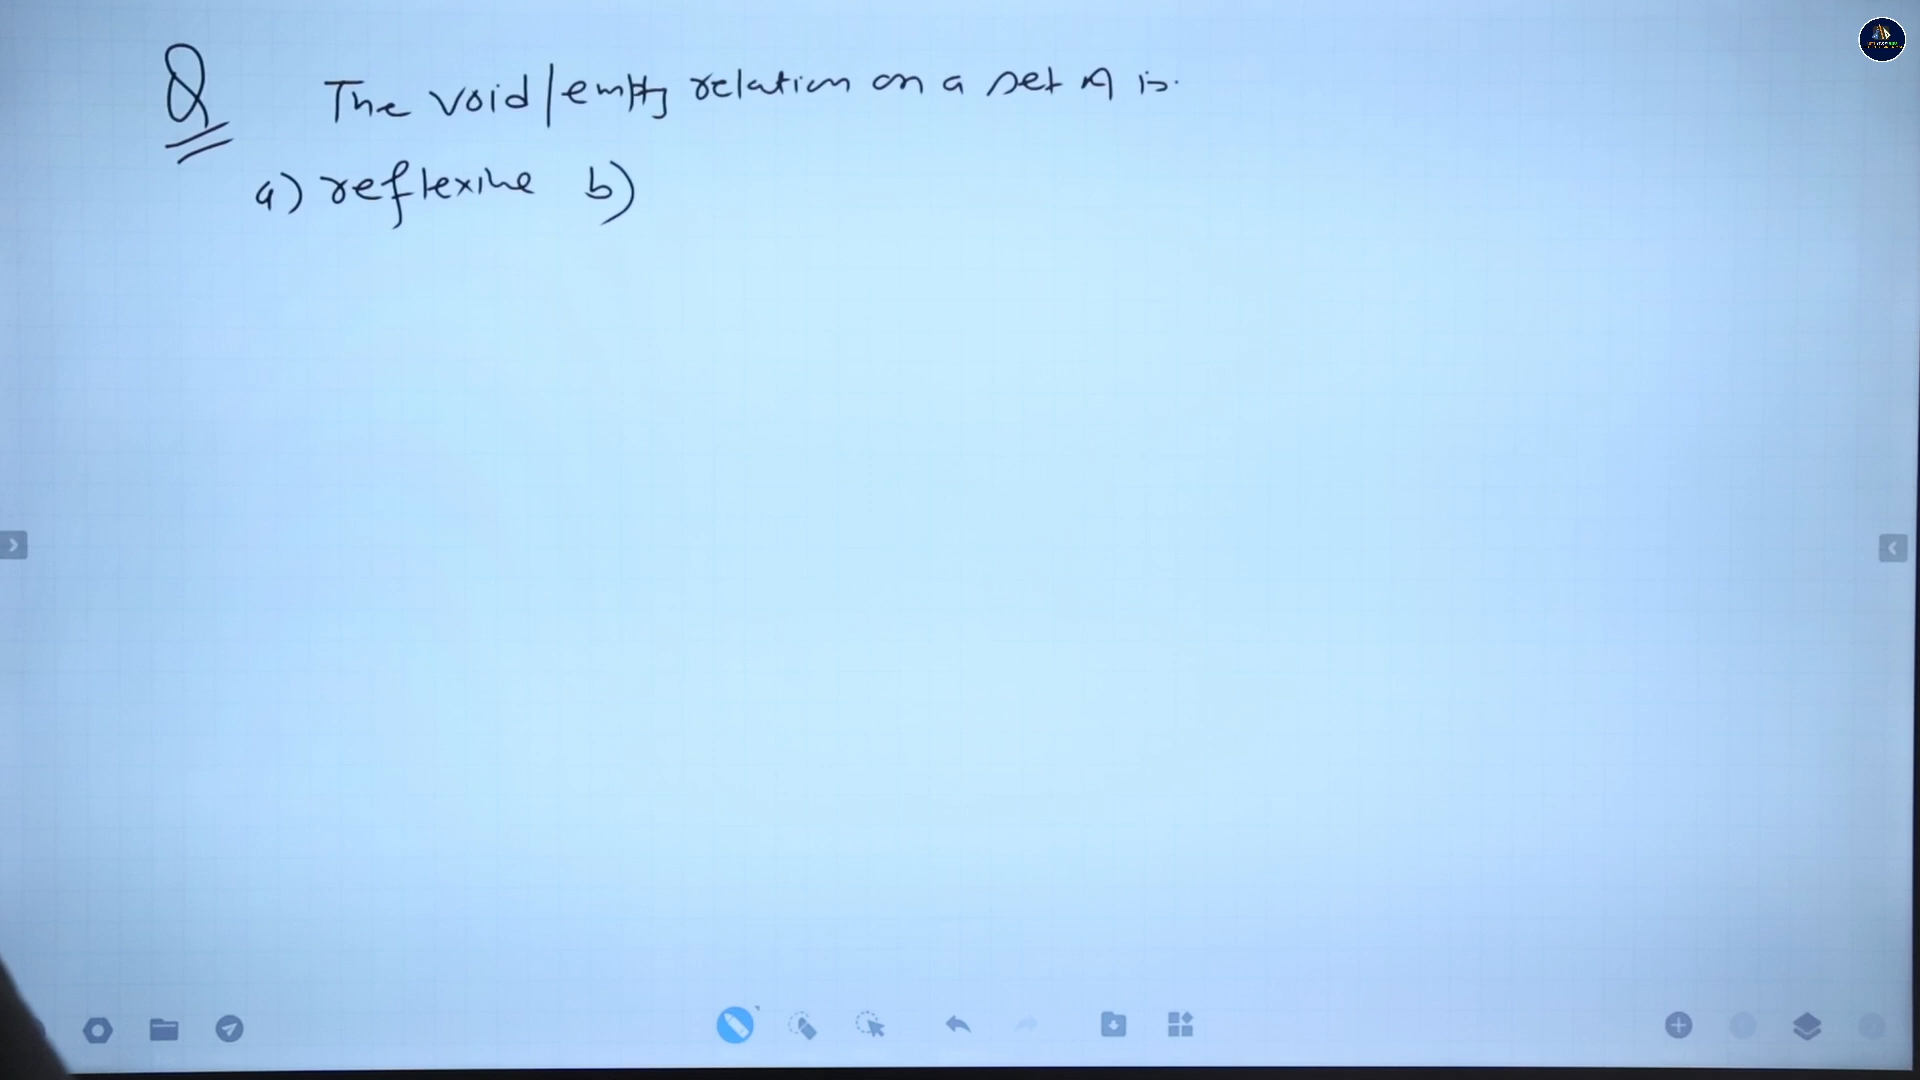 Q The void/empty relation on a set A is.
a) reflexive b)